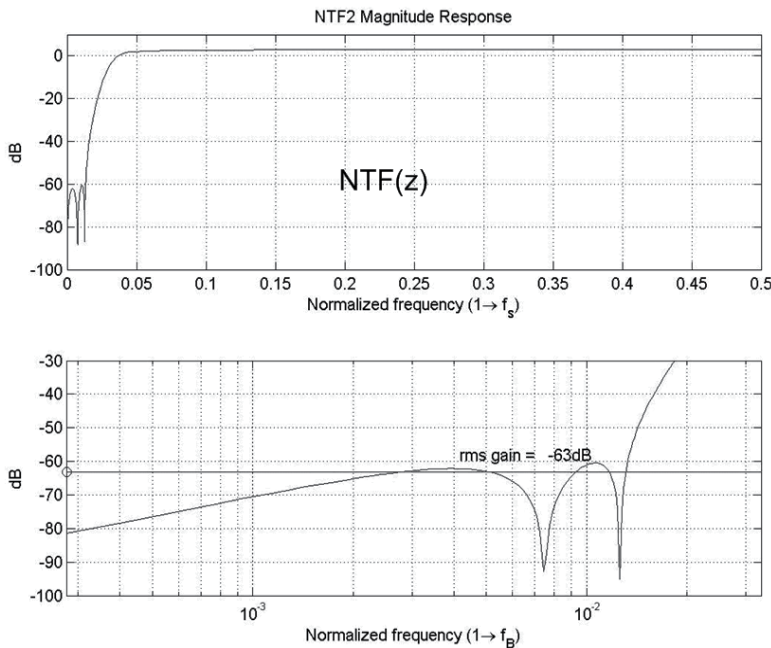 NTF2 Magnitude Response
0
-20
-40
-60
-80
-100
dB
NTF(z)
0 0.05 0.1 0.15 0.2 0.25 0.3 0.35 0.4 0.45 0.5
Normalized frequency (1→ fs)
-30
-40
-50
-60
-70
-80
-90
-100
dB
rms gain = -63dB
10-3 10-2
Normalized frequency (1→ fB)